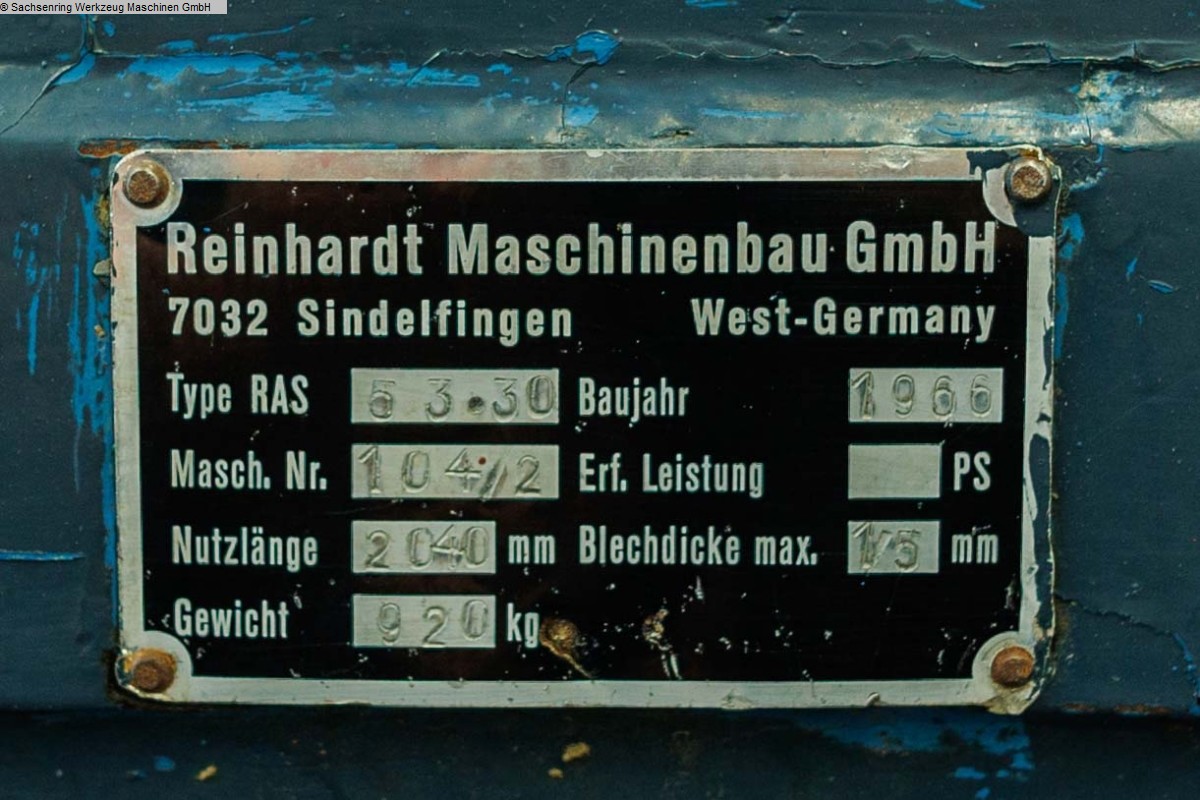 © Sachsenring Werkzeug Maschinen GmbH
Reinhardt Maschinenbau GmbH
7032 Sindelfingen West-Germany
Type RAS 53.30 Baujahr 1966
Masch. Nr. 104/2 Erf. Leistung PS
Nutzlänge 2040 mm Blechdicke max. 1,5 mm
Gewicht 920 kg